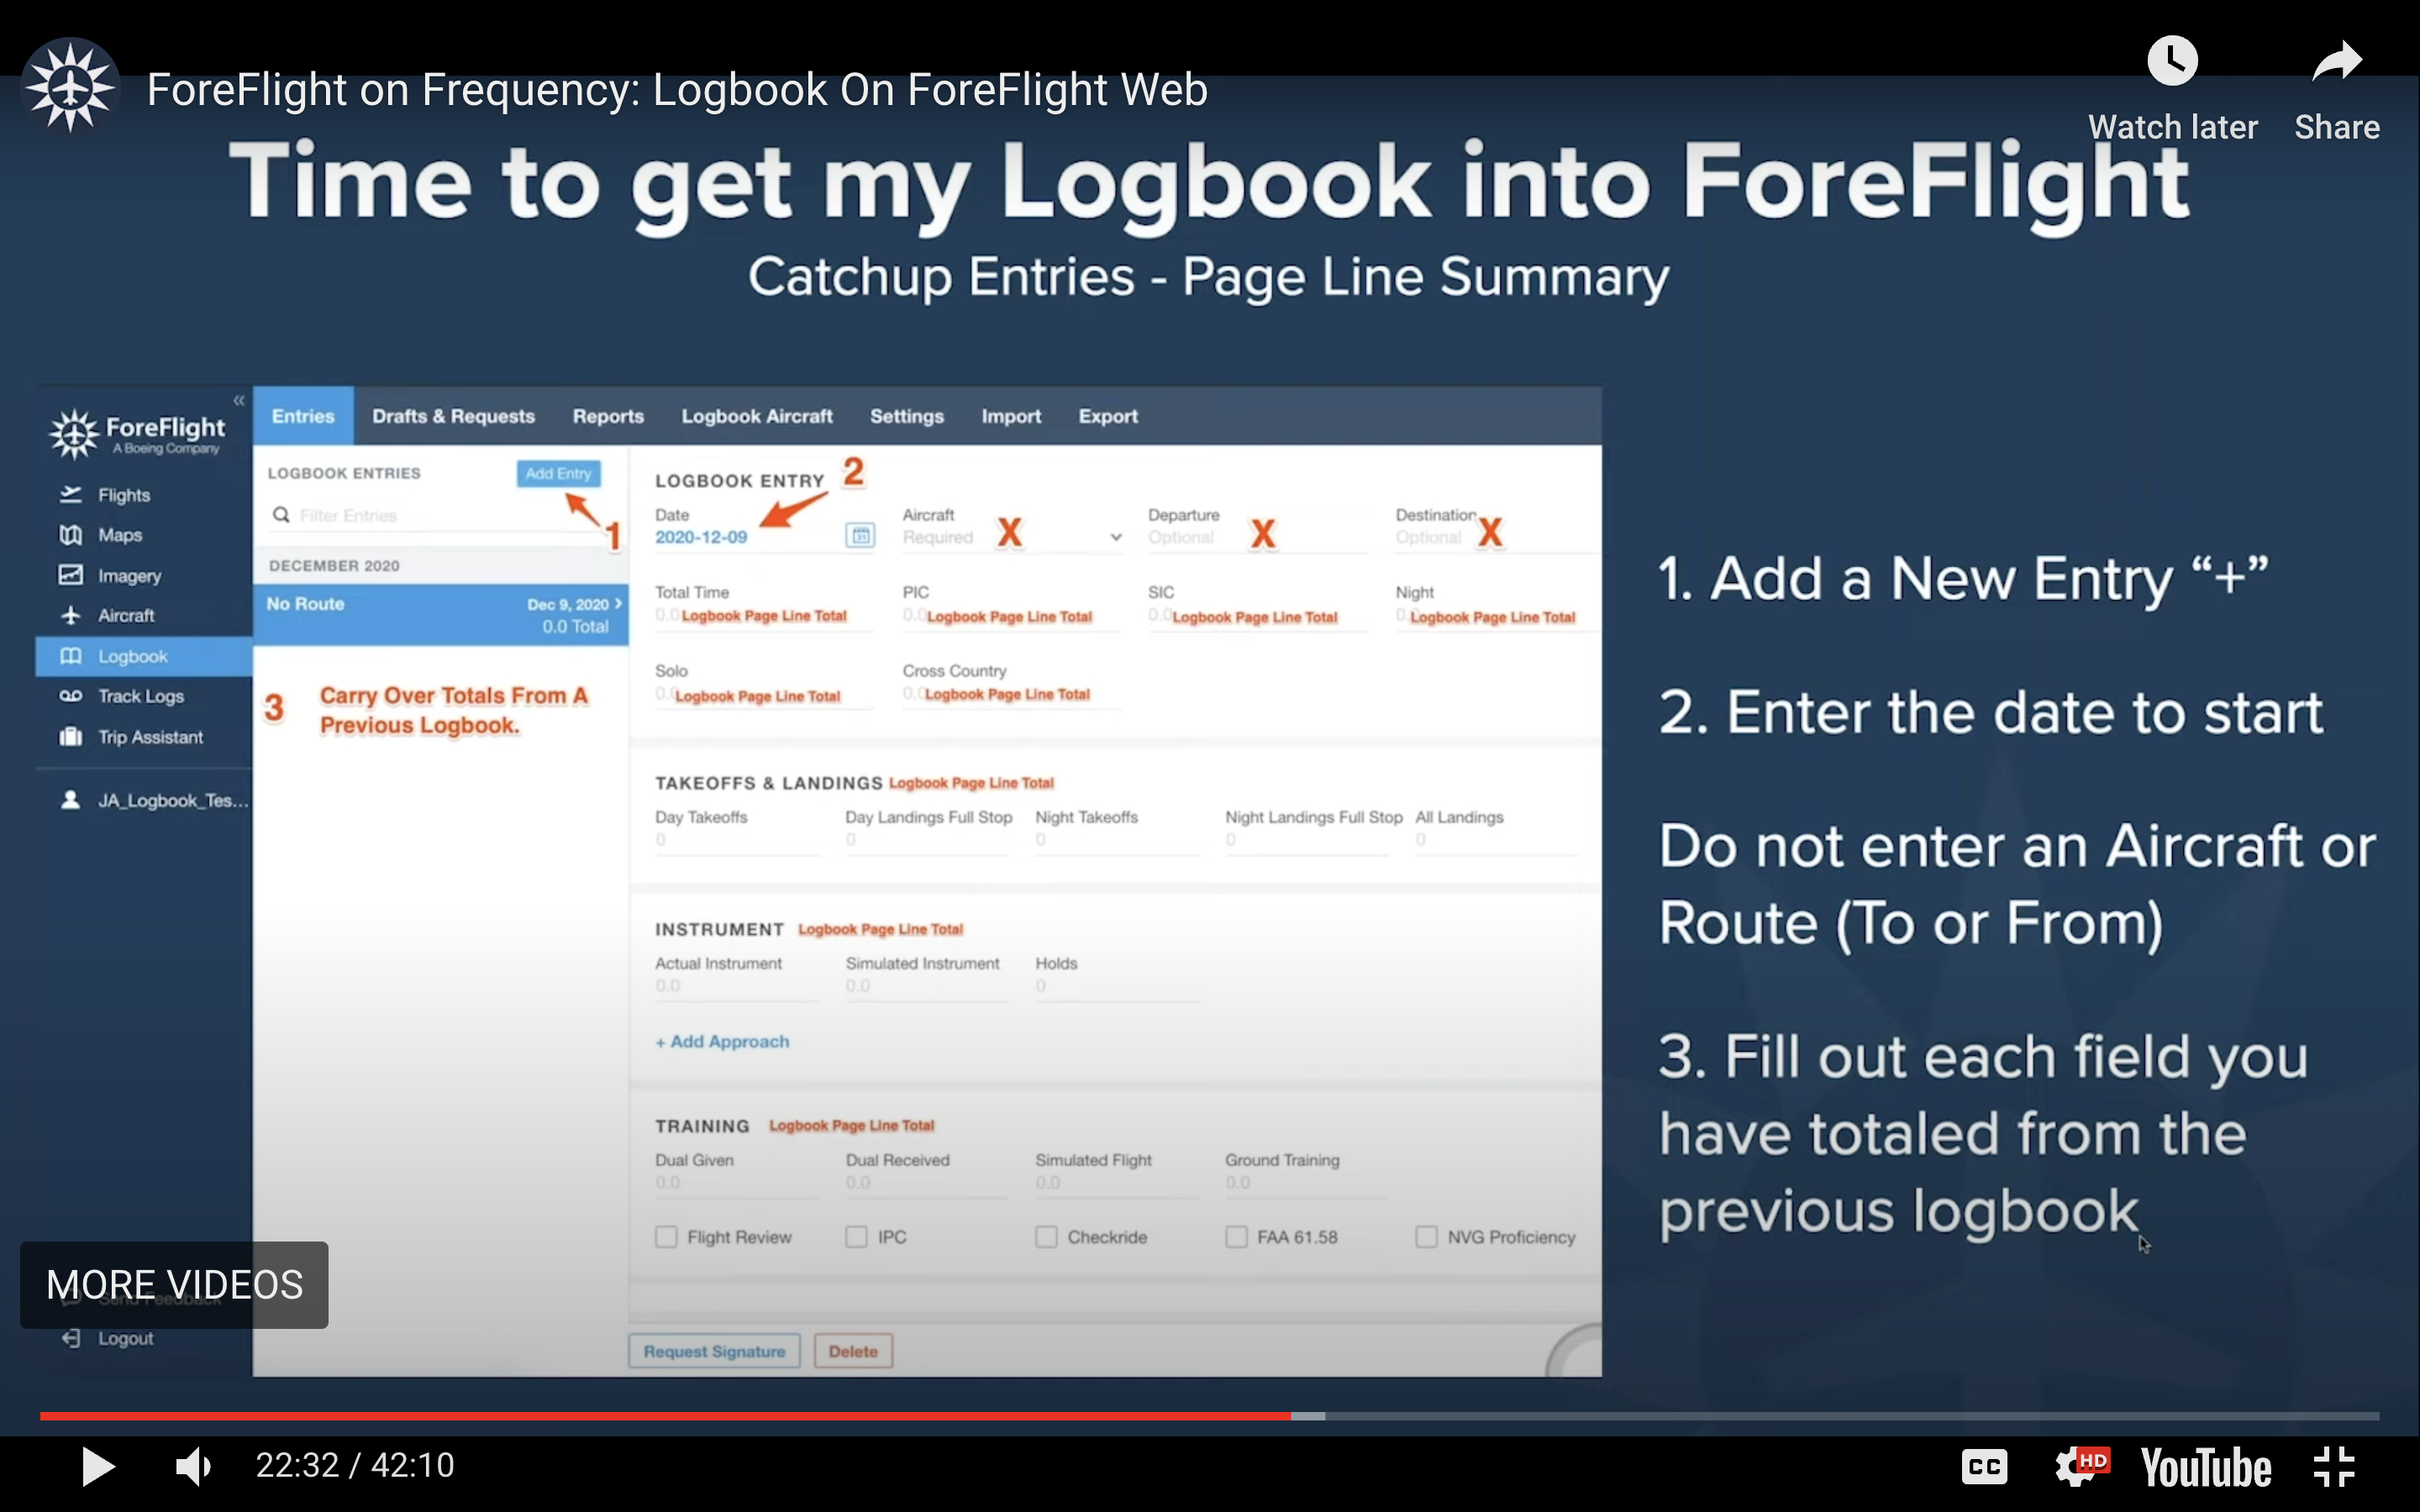 ForeFlight on Frequency: Logbook On ForeFlight Web
Watch later
Share
Time to get my Logbook into ForeFlight
Catchup Entries - Page Line Summary
«
ForeFlight
A Boeing Company
Flights
Maps
Imagery
Aircraft
Logbook
Track Logs
Trip Assistant
JA_Logbook_Tes...
Send Feedback
Logout
MORE VIDEOS
Entries Drafts & Requests Reports Logbook Aircraft Settings Import Export
LOGBOOK ENTRIES Add Entry
Filter Entries
1
DECEMBER 2020
No Route Dec 9, 2020 >
0.0 Total
3 Carry Over Totals From A
Previous Logbook.
LOGBOOK ENTRY 2
Date Aircraft Departure Destination
2020-12-09 31 Required X Optional X Optional X
Total Time PIC SIC Night
0.0 Logbook Page Line Total 0.0 Logbook Page Line Total 0.0 Logbook Page Line Total 0. Logbook Page Line Total
Solo Cross Country
0.0 Logbook Page Line Total 0.0 Logbook Page Line Total
TAKEOFFS & LANDINGS Logbook Page Line Total
Day Takeoffs Day Landings Full Stop Night Takeoffs Night Landings Full Stop All Landings
0 0 0 0 0
INSTRUMENT Logbook Page Line Total
Actual Instrument Simulated Instrument Holds
0.0 0.0 0
+ Add Approach
TRAINING Logbook Page Line Total
Dual Given Dual Received Simulated Flight Ground Training
0.0 0.0 0.0 0.0
Flight Review IPC Checkride FAA 61.58 NVG Proficiency
Request Signature Delete
1. Add a New Entry “+”
2. Enter the date to start
Do not enter an Aircraft or
Route (To or From)
3. Fill out each field you
have totaled from the
previous logbook
22:32 / 42:10
CC
HD
YouTube